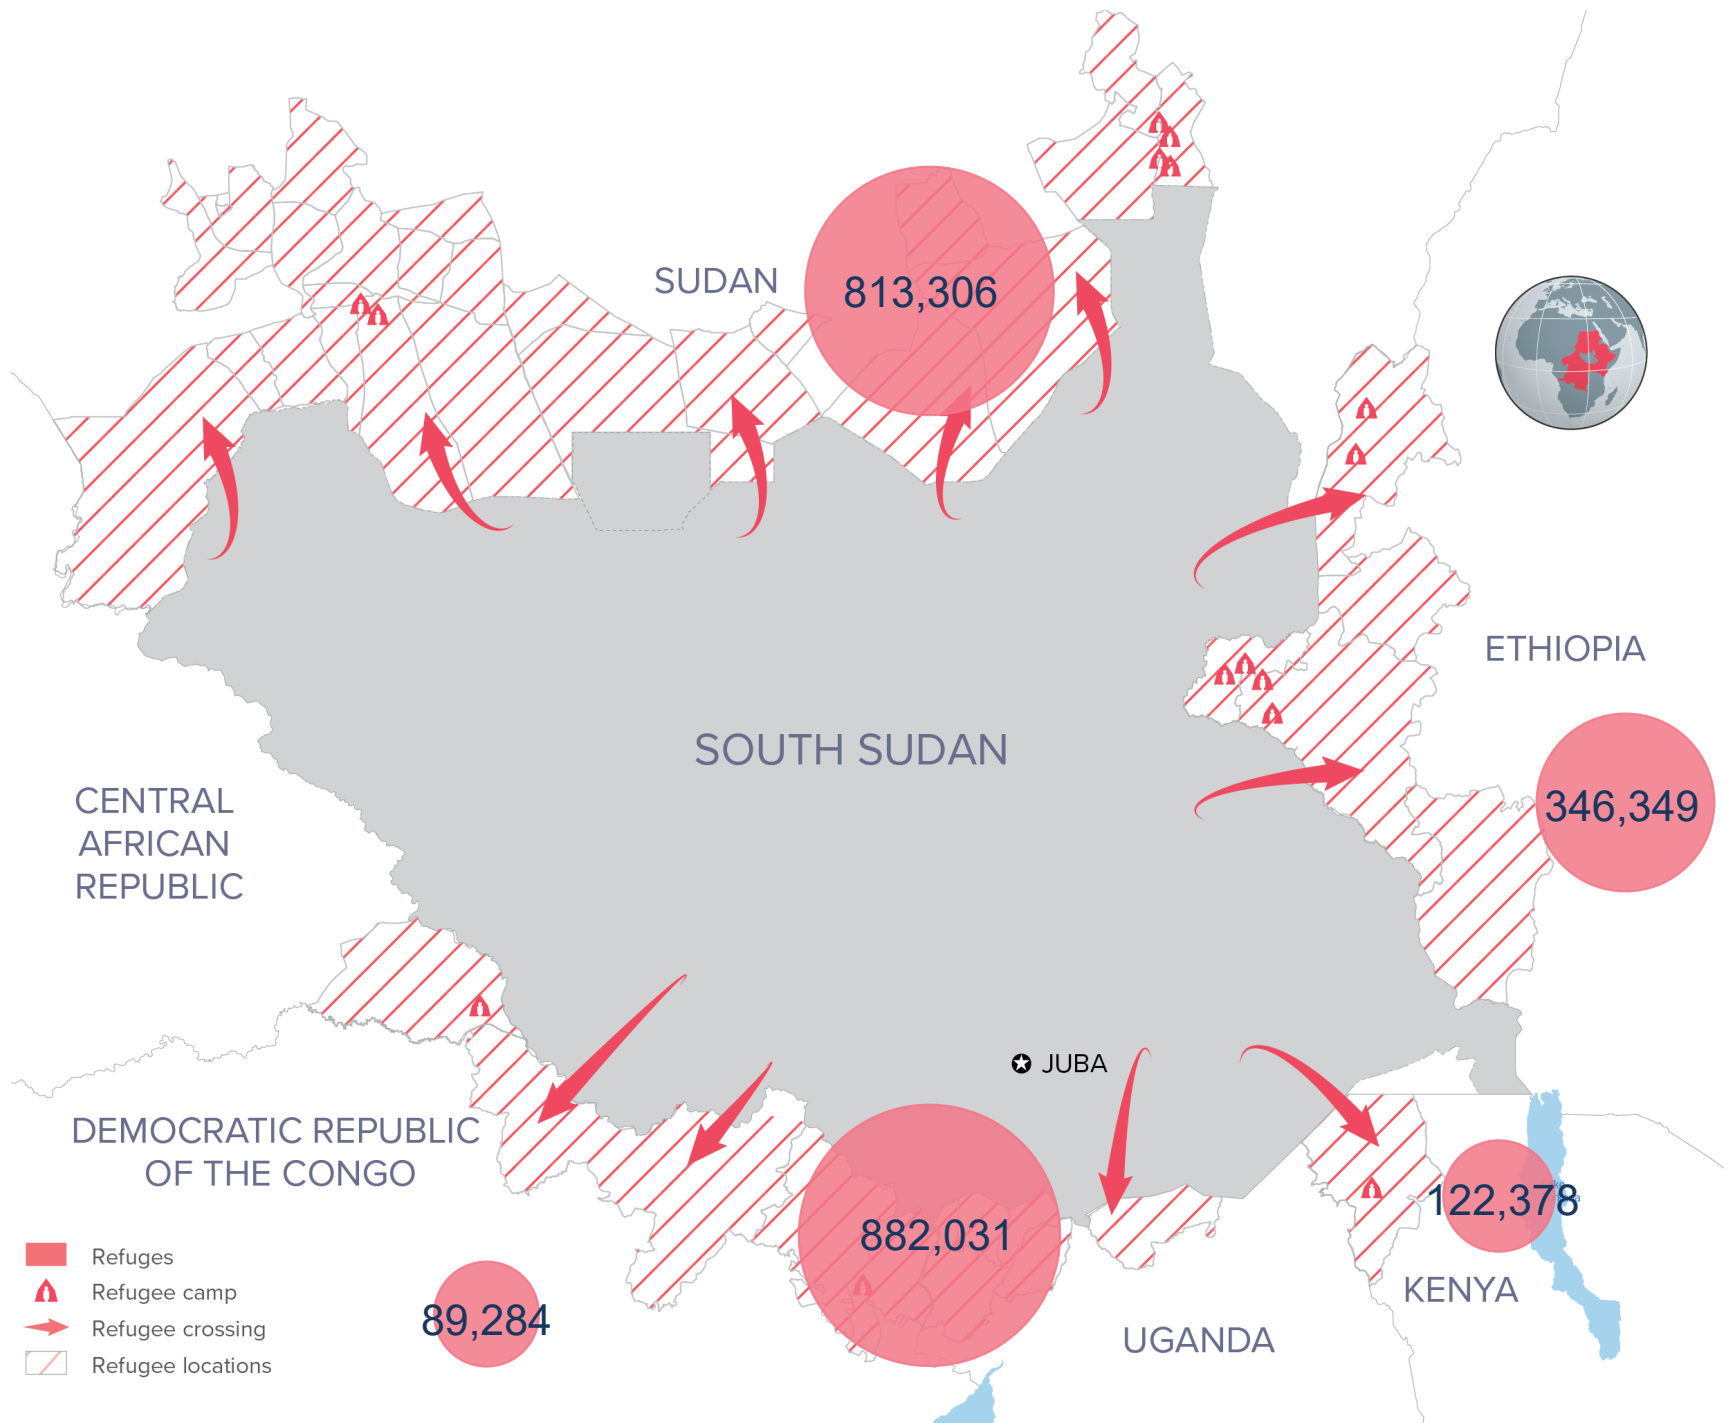 SUDAN
813,306
ETHIOPIA
SOUTH SUDAN
346,349
CENTRAL
AFRICAN
REPUBLIC
JUBA
DEMOCRATIC REPUBLIC
OF THE CONGO
122,378
882,031
KENYA
89,284
UGANDA
Refuges
Refugee camp
Refugee crossing
Refugee locations